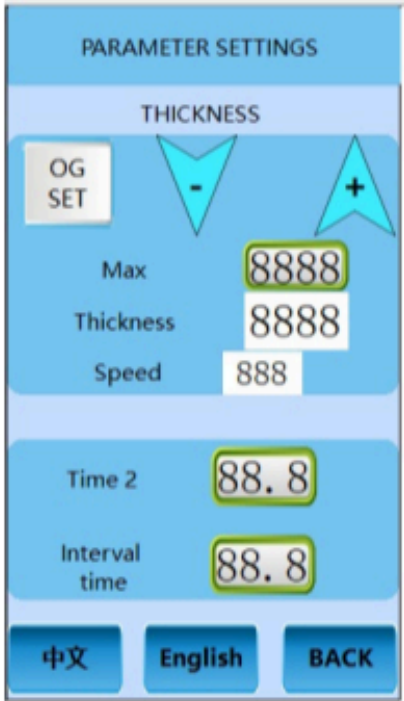 PARAMETER SETTINGS
THICKNESS
OG
SET
-
+
Max 8888
Thickness 8888
Speed 888
Time 2 88.8
Interval
time 88.8
中文 English BACK